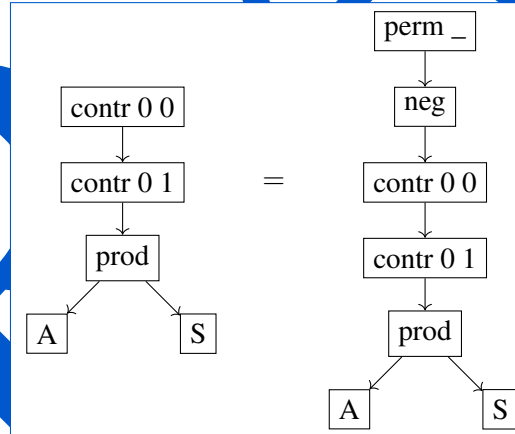 perm _
neg
contr 0 0
contr 0 0
contr 0 1
=
contr 0 1
prod
prod
A
S
A
S